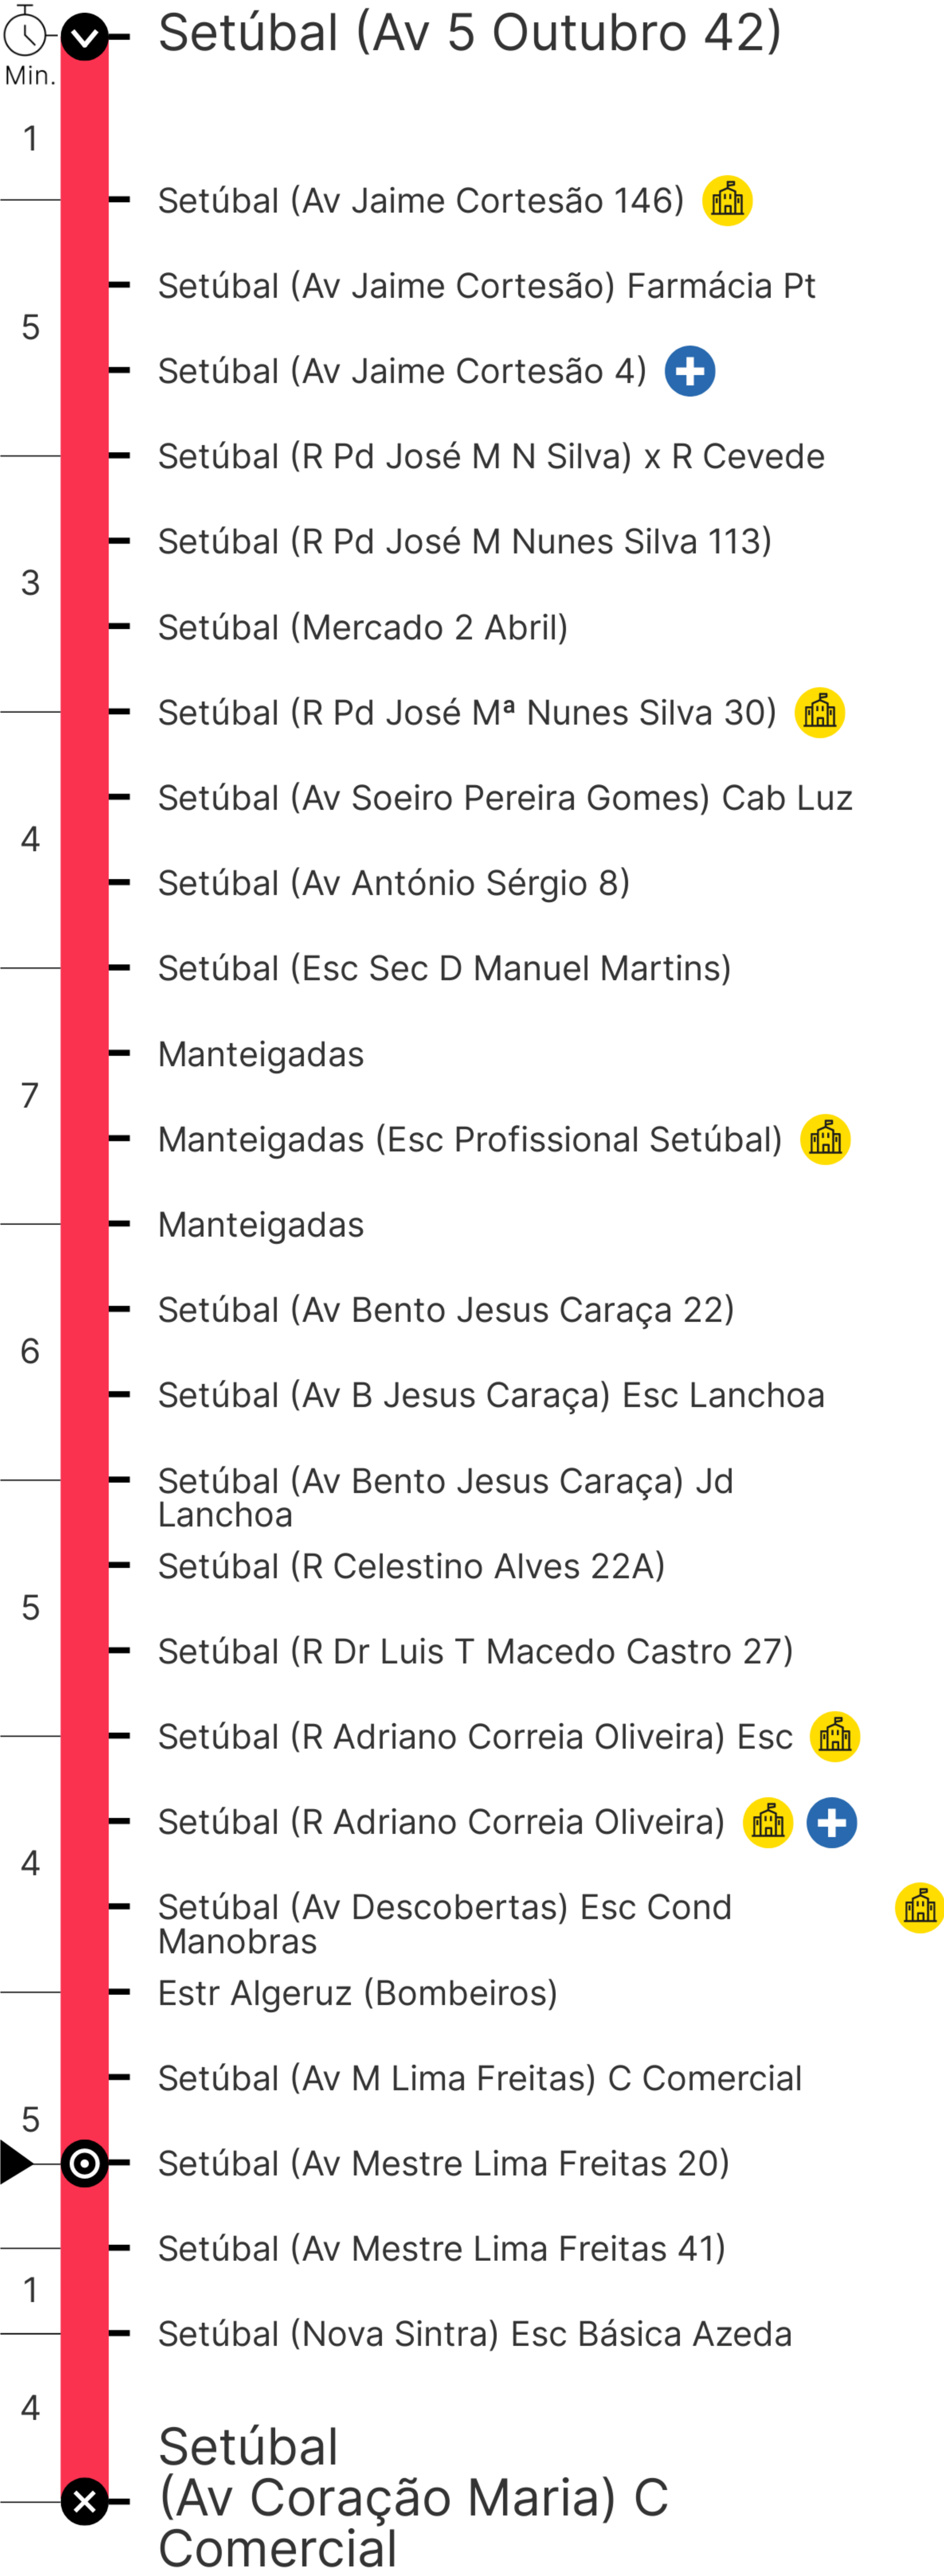 Setúbal (Av 5 Outubro 42)
Min.
1
Setúbal (Av Jaime Cortesão 146)
Setúbal (Av Jaime Cortesão) Farmácia Pt
5
Setúbal (Av Jaime Cortesão 4)
Setúbal (R Pd José M N Silva) x R Cevede
Setúbal (R Pd José M Nunes Silva 113)
3
Setúbal (Mercado 2 Abril)
Setúbal (R Pd José Mª Nunes Silva 30)
Setúbal (Av Soeiro Pereira Gomes) Cab Luz
4
Setúbal (Av António Sérgio 8)
Setúbal (Esc Sec D Manuel Martins)
Manteigadas
7
Manteigadas (Esc Profissional Setúbal)
Manteigadas
Setúbal (Av Bento Jesus Caraça 22)
6
Setúbal (Av B Jesus Caraça) Esc Lanchoa
Setúbal (Av Bento Jesus Caraça) Jd
Lanchoa
Setúbal (R Celestino Alves 22A)
5
Setúbal (R Dr Luis T Macedo Castro 27)
Setúbal (R Adriano Correia Oliveira) Esc
Setúbal (R Adriano Correia Oliveira)
4
Setúbal (Av Descobertas) Esc Cond
Manobras
Estr Algeruz (Bombeiros)
Setúbal (Av M Lima Freitas) C Comercial
5
Setúbal (Av Mestre Lima Freitas 20)
Setúbal (Av Mestre Lima Freitas 41)
1
Setúbal (Nova Sintra) Esc Básica Azeda
4
Setúbal
(Av Coração Maria) C
Comercial